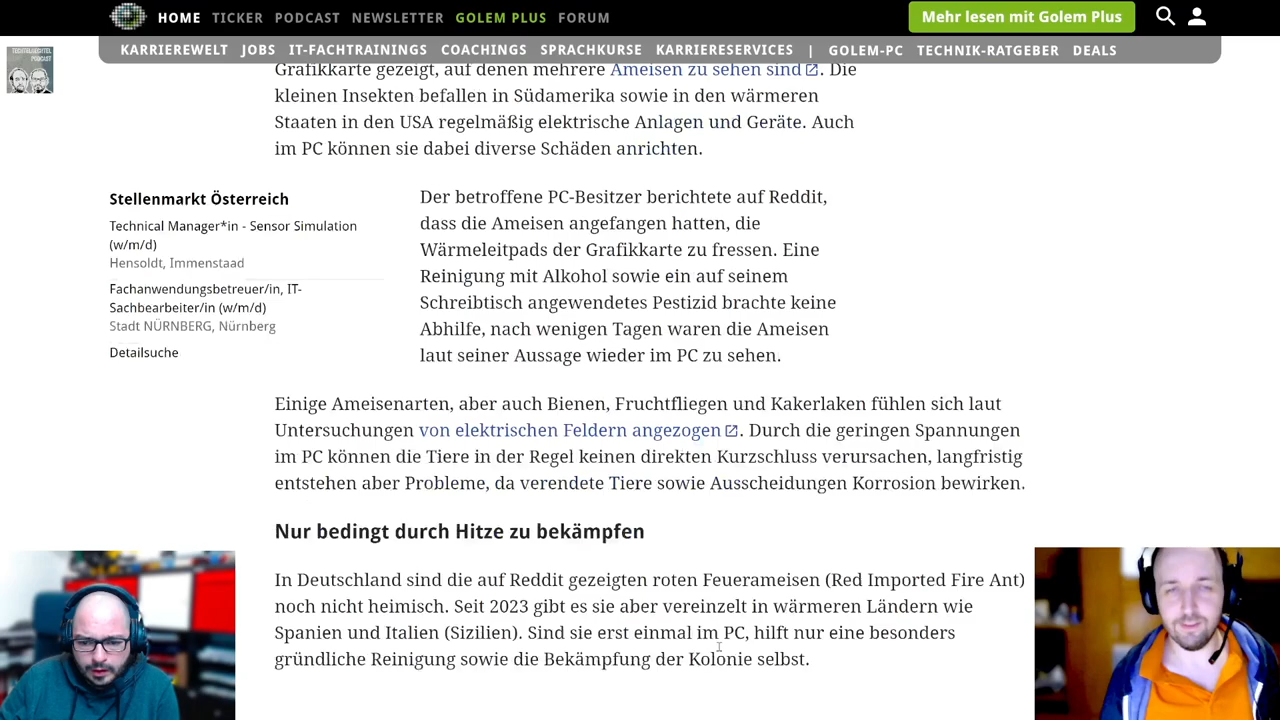 HOME TICKER PODCAST NEWSLETTER GOLEM PLUS FORUM Mehr lesen mit Golem Plus
KARRIEREWELT JOBS IT-FACHTRAININGS COACHINGS SPRACHKURSE KARRIERESERVICES | GOLEM-PC TECHNIK-RATGEBER DEALS
PODCAST
Grafikkarte gezeigt, auf denen mehrere Ameisen zu sehen sind. Die
kleinen Insekten befallen in Südamerika sowie in den wärmeren
Staaten in den USA regelmäßig elektrische Anlagen und Geräte. Auch
im PC können sie dabei diverse Schäden anrichten.
Stellenmarkt Österreich
Technical Manager*in - Sensor Simulation
(w/m/d)
Hensoldt, Immenstaad
Fachanwendungsbetreuer/in, IT-
Sachbearbeiter/in (w/m/d)
Stadt NÜRNBERG, Nürnberg
Detailsuche
Der betroffene PC-Besitzer berichtete auf Reddit,
dass die Ameisen angefangen hatten, die
Wärmeleitpads der Grafikkarte zu fressen. Eine
Reinigung mit Alkohol sowie ein auf seinem
Schreibtisch angewendetes Pestizid brachte keine
Abhilfe, nach wenigen Tagen waren die Ameisen
laut seiner Aussage wieder im PC zu sehen.
Einige Ameisenarten, aber auch Bienen, Fruchtfliegen und Kakerlaken fühlen sich laut
Untersuchungen von elektrischen Feldern angezogen. Durch die geringen Spannungen
im PC können die Tiere in der Regel keinen direkten Kurzschluss verursachen, langfristig
entstehen aber Probleme, da verendete Tiere sowie Ausscheidungen Korrosion bewirken.
Nur bedingt durch Hitze zu bekämpfen
In Deutschland sind die auf Reddit gezeigten roten Feuerameisen (Red Imported Fire Ant)
noch nicht heimisch. Seit 2023 gibt es sie aber vereinzelt in wärmeren Ländern wie
Spanien und Italien (Sizilien). Sind sie erst einmal im PC, hilft nur eine besonders
gründliche Reinigung sowie die Bekämpfung der Kolonie selbst.